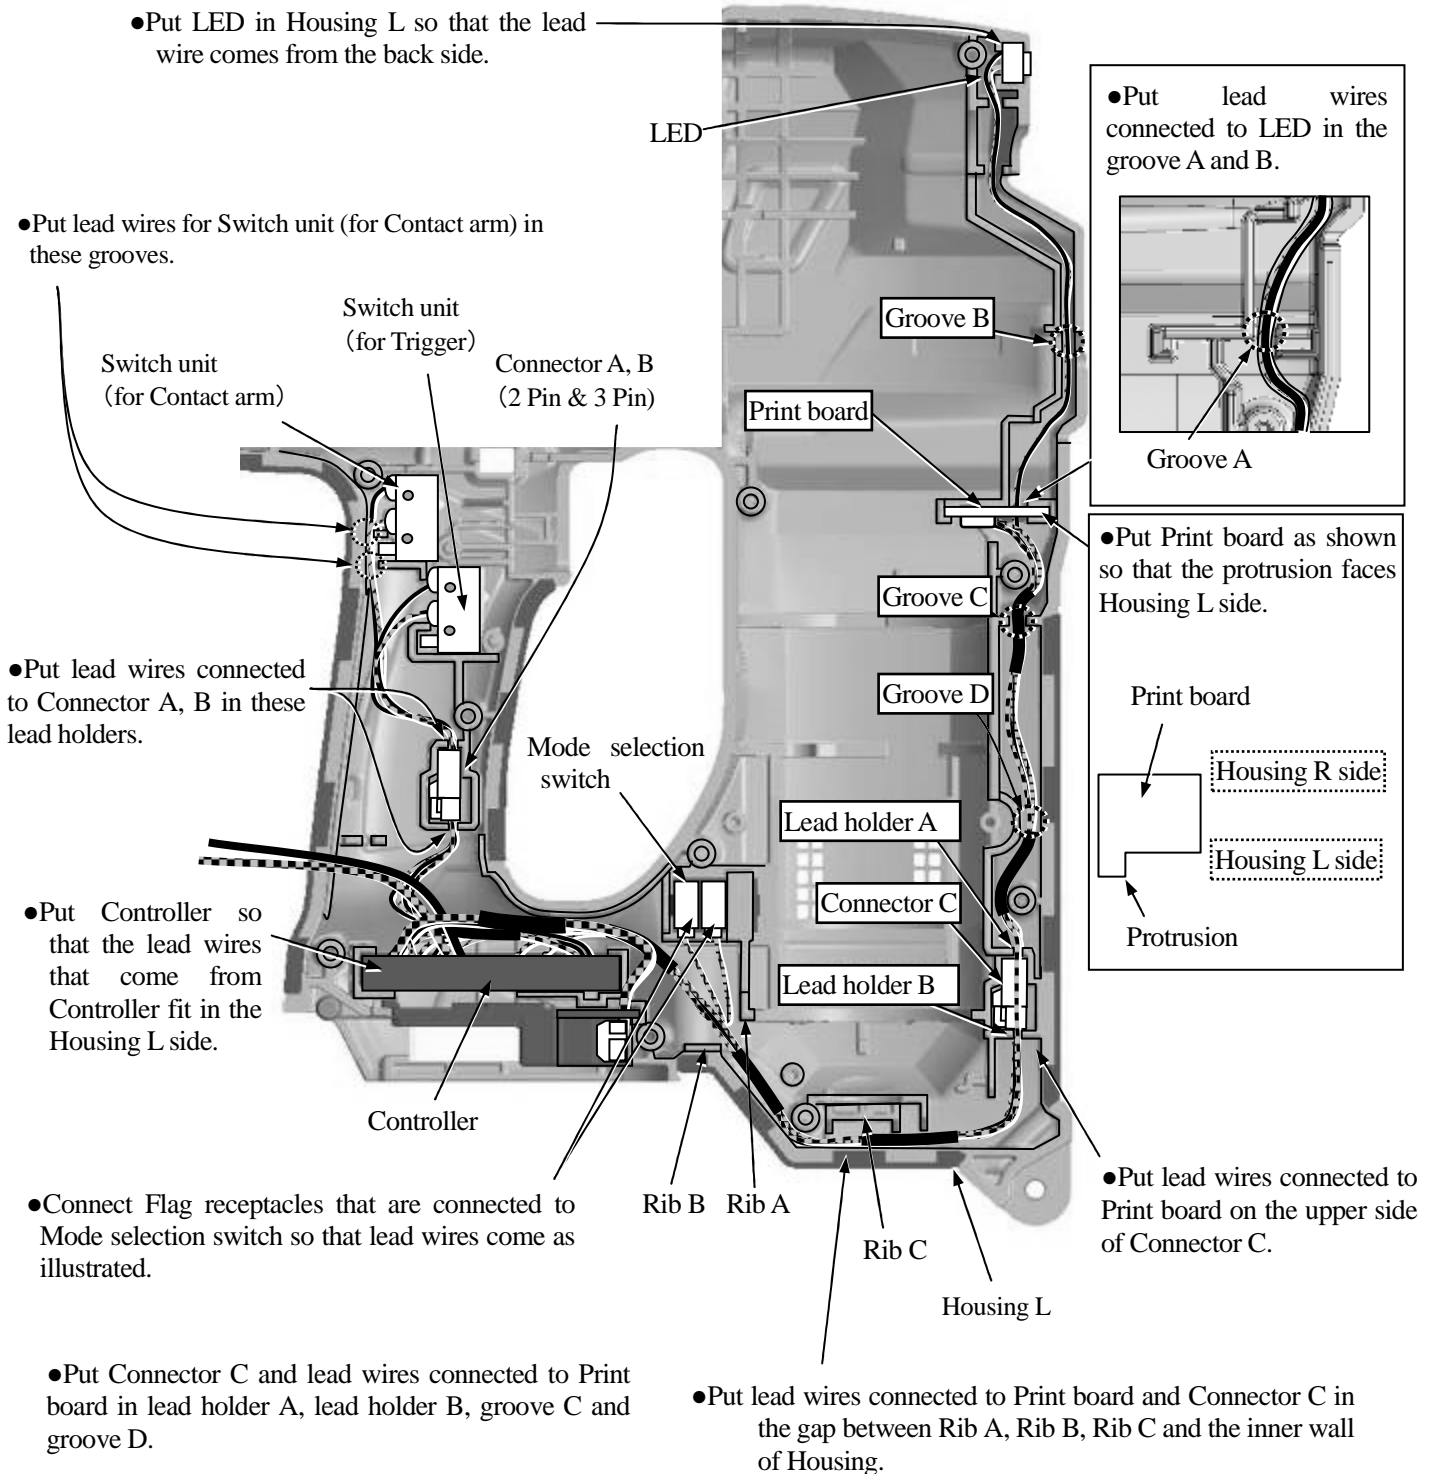 ●Put LED in Housing L so that the lead
wire comes from the back side.
LED
●Put lead wires
connected to LED in the
groove A and B.
Groove A
●Put lead wires for Switch unit (for Contact arm) in
these grooves.
Switch unit
(for Trigger)
Switch unit
(for Contact arm)
Connector A, B
(2 Pin & 3 Pin)
Groove B
Print board
●Put Print board as shown
so that the protrusion faces
Housing L side.
Print board
Housing R side
Housing L side
Protrusion
Groove C
●Put lead wires connected
to Connector A, B in these
lead holders.
Groove D
Mode selection
switch
Lead holder A
Connector C
Lead holder B
●Put Controller so
that the lead wires
that come from
Controller fit in the
Housing L side.
Controller
●Connect Flag receptacles that are connected to
Mode selection switch so that lead wires come as
illustrated.
Rib B
Rib A
Rib C
Housing L
●Put lead wires connected to
Print board on the upper side
of Connector C.
●Put Connector C and lead wires connected to Print
board in lead holder A, lead holder B, groove C and
groove D.
●Put lead wires connected to Print board and Connector C in
the gap between Rib A, Rib B, Rib C and the inner wall
of Housing.